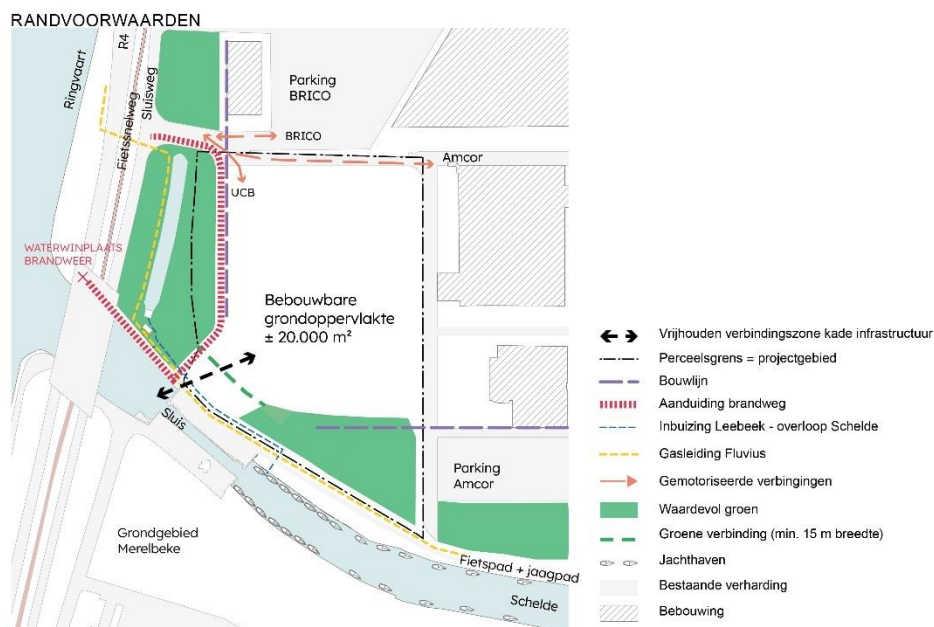 RANDVOORWAARDEN
Ringvaart
R4
Fietssnelweg
Sluisweg
Parking
BRICO
BRICO
Amcor
UCB
WATERWINPLAATS
BRANDWEER
Bebouwbare
grondoppervlakte
± 20.000 m²
Sluis
Parking
Amcor
Grondgebied
Merelbeke
Fietspad + jaagpad
Schelde
Vrijhouden verbindingszone kade infrastructuur
Perceelsgrens = projectgebied
Bouwlijn
Aanduiding brandweg
Inbuizing Leebeek - overloop Schelde
Gasleiding Fluvius
Gemotoriseerde verbingingen
Waardevol groen
Groene verbinding (min. 15 m breedte)
Jachthaven
Bestaande verharding
Bebouwing